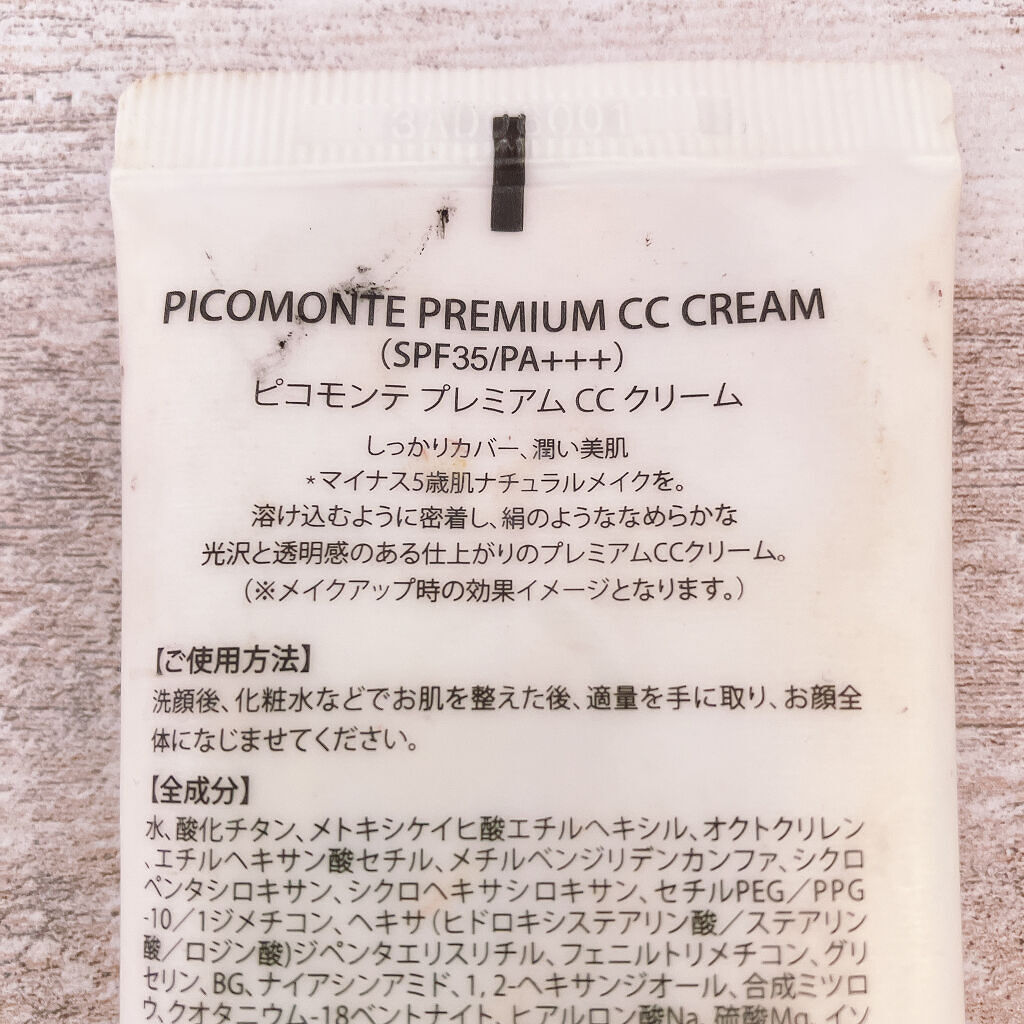 PICOMONTE PREMIUM CC CREAM
（SPF35/PA+++）
ピコモンテ プレミアム CC クリーム
しっかりカバー、潤い美肌
*マイナス5歳肌ナチュラルメイクを。
溶け込むように密着し、絹のようななめらかな
光沢と透明感のある仕上がりのプレミアムCCクリーム。
（※メイクアップ時の効果イメージとなります。）
【ご使用方法】
洗顔後、化粧水などでお肌を整えた後、適量を手に取り、お顔全
体になじませてください。
【全成分】
水、酸化チタン、メトキシケイヒ酸エチルヘキシル、オクトクリレン
、エチルヘキサン酸セチル、メチルベンジリデンカンファ、シクロ
ペンタシロキサン、シクロヘキサシロキサン、セチルPEG／PPG
-10／1ジメチコン、ヘキサ（ヒドロキシステアリン酸／ステアリン
酸／ロジン酸)ジペンタエリスリチル、フェニルトリメチコン、グリ
セリン、BG、ナイアシンアミド、1, 2-ヘキサンジオール、合成ミツロ
ウ、クオタニウム-18ベントナイト、ヒアルロン酸Na、硫酸Mg、イソ